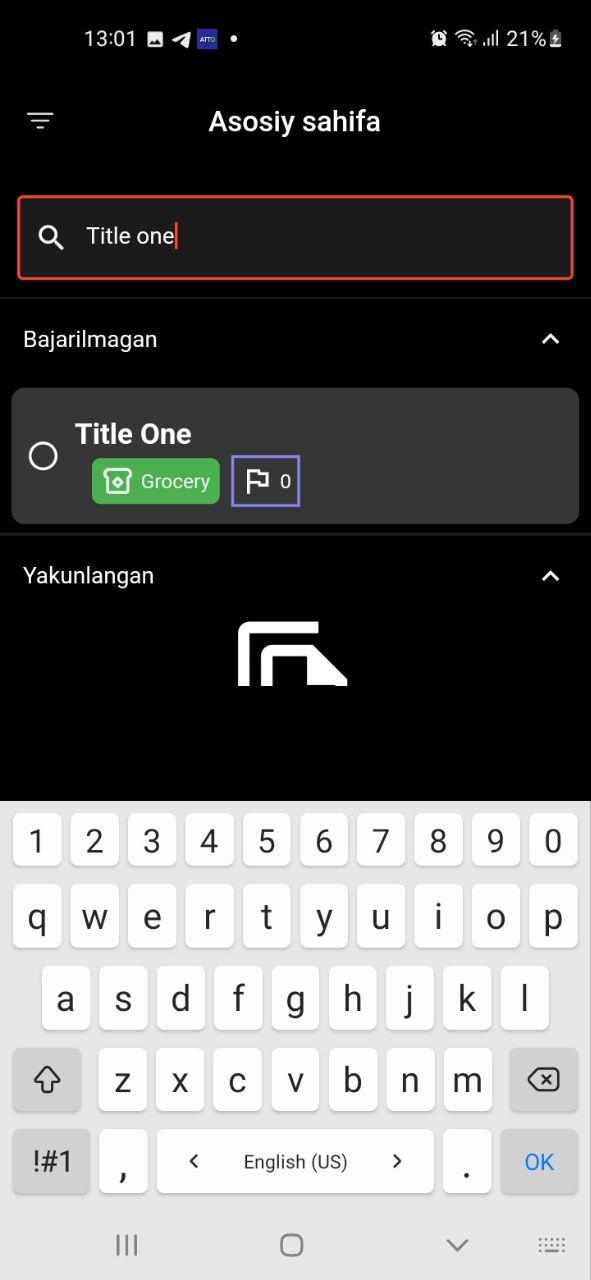 13:01 ATTO 21%
Asosiy sahifa
Title one
Bajarilmagan
Title One
Grocery 0
Yakunlangan
1 2 3 4 5 6 7 8 9 0
q w e r t y u i o p
a s d f g h j k l
z x c v b n m
!#1 , < English (US) > . OK